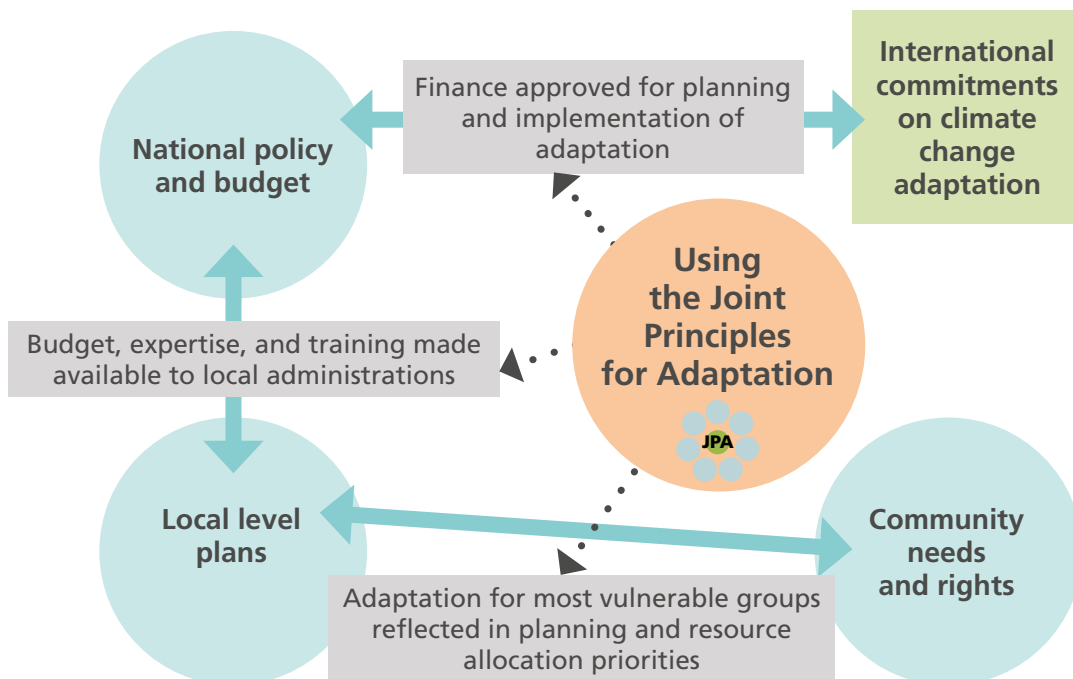 Finance approved for planning
and implementation of
adaptation
International
commitments
on climate
change
adaptation
National policy
and budget
Using
the Joint
Principles
for Adaptation
JPA
Budget, expertise, and training made
available to local administrations
Local level
plans
Community
needs
and rights
Adaptation for most vulnerable groups
reflected in planning and resource
allocation priorities